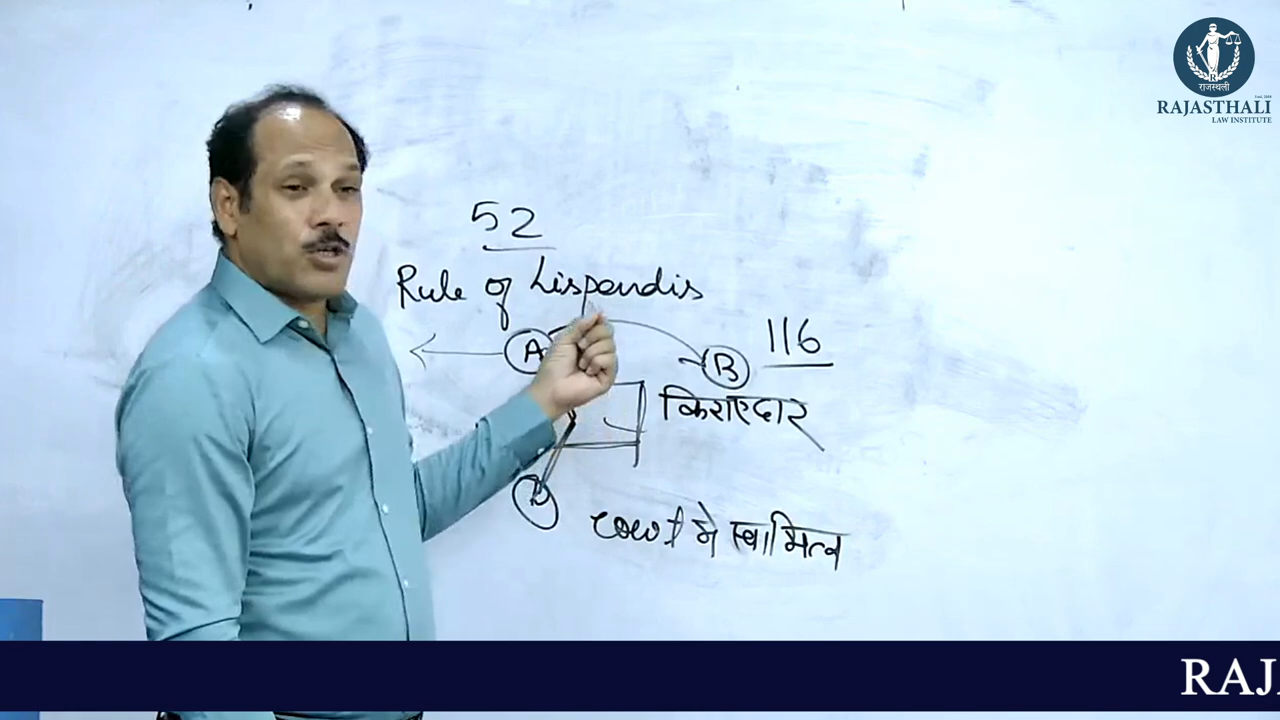 राजस्थली
RAJASTHALI
LAW INSTITUTE
52
Rule of Lispendis
A
B
116
किराएदार
court में स्वामित्व
RAJ